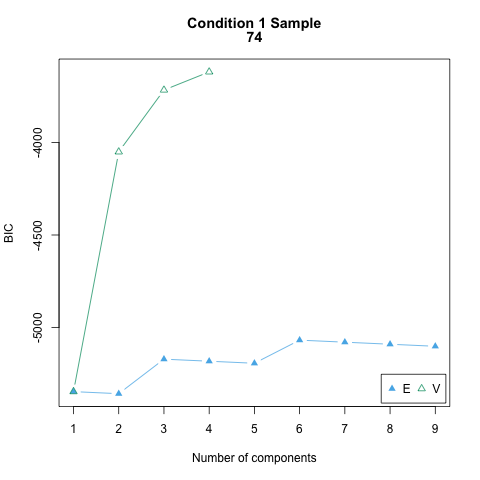 Condition 1 Sample
74
BIC
-4000
-4500
-5000
E V
1 2 3 4 5 6 7 8 9
Number of components